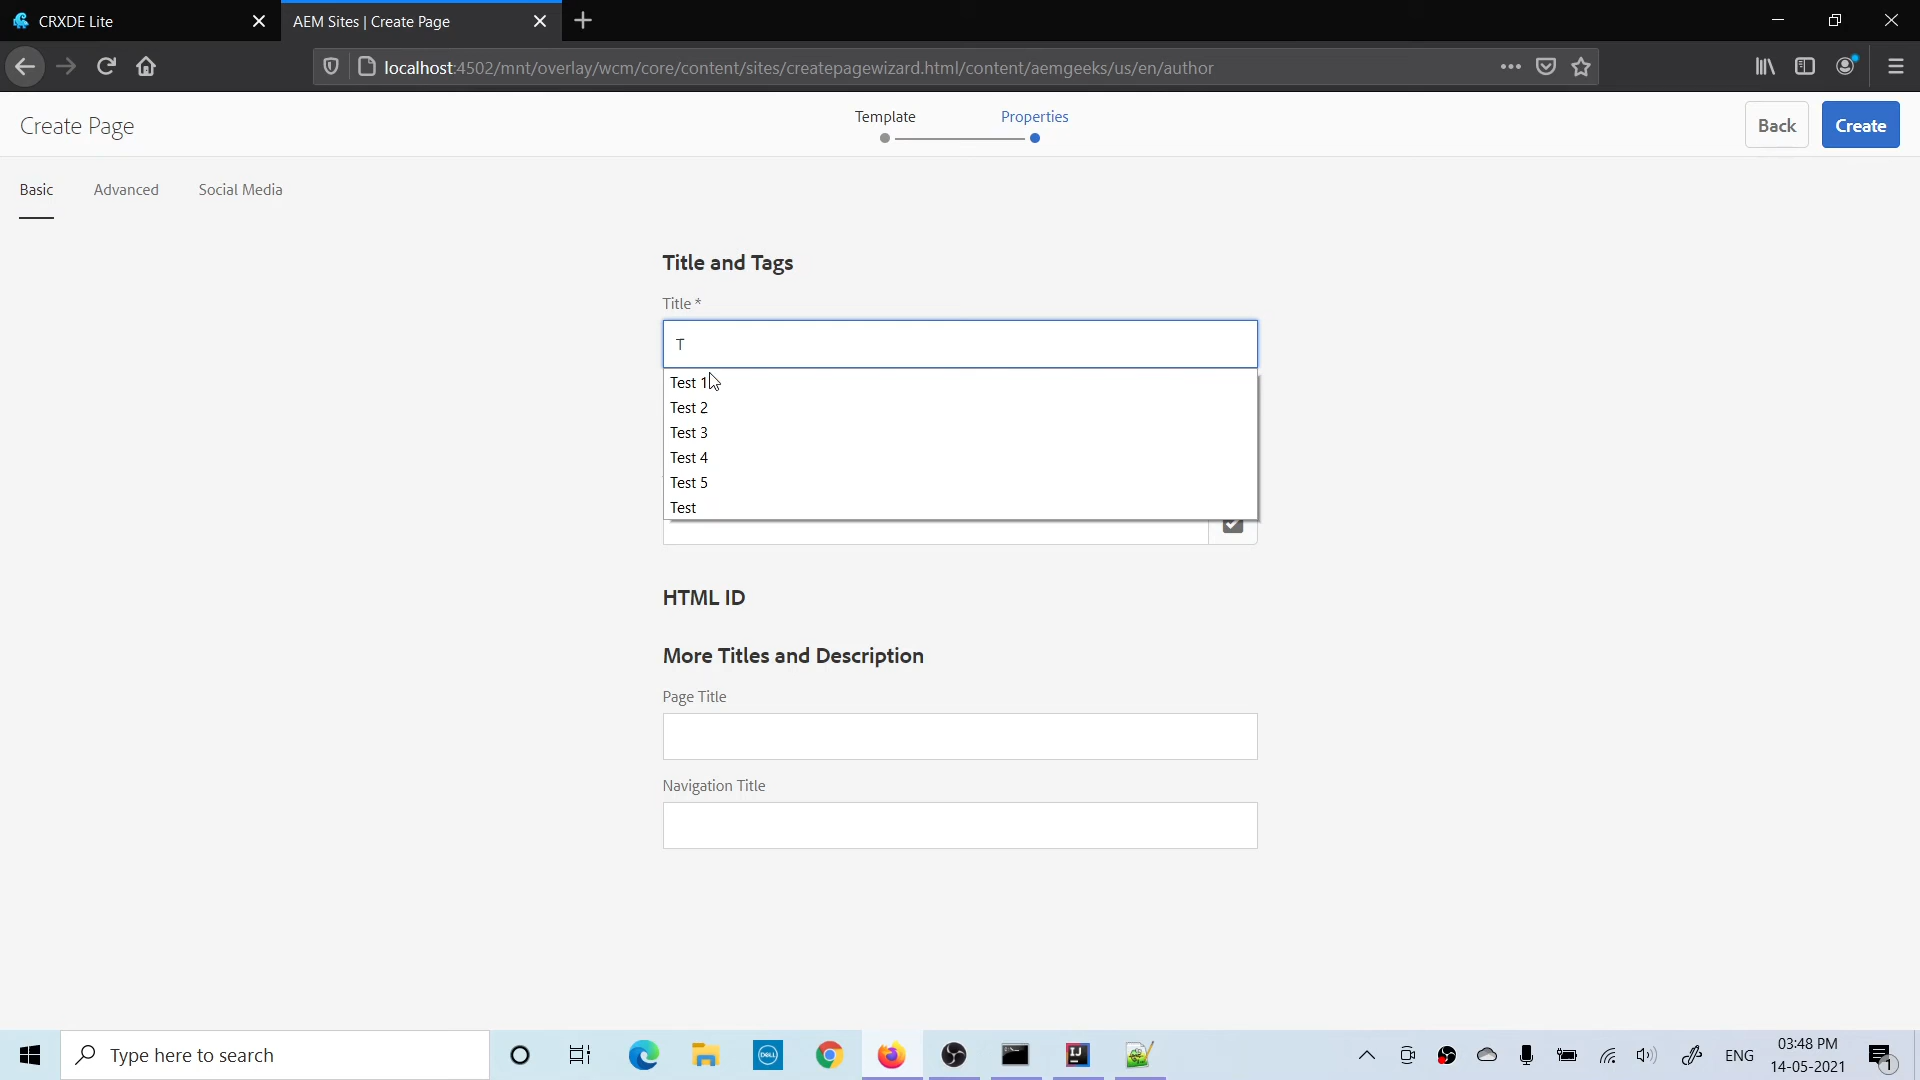 CRXDE Lite
AEM Sites | Create Page
localhost:4502/mnt/overlay/wcm/core/content/sites/createpagewizard.html/content/aemgeeks/us/en/author
Create Page
Template
Properties
Back
Create
Basic
Advanced
Social Media
Title and Tags
Title *
T
Test 1
Test 2
Test 3
Test 4
Test 5
Test
HTML ID
More Titles and Description
Page Title
Navigation Title
Type here to search
DELL
IJ
ENG
03:48 PM
14-05-2021
1